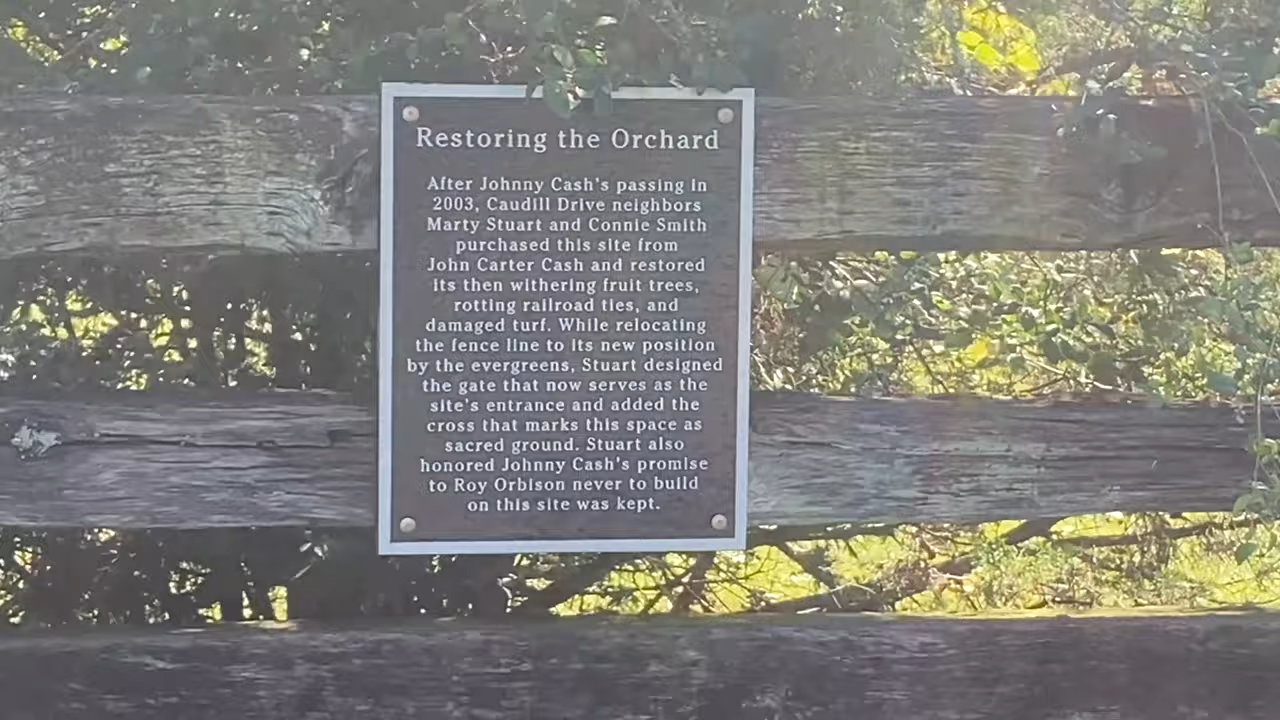 Restoring the Orchard
After Johnny Cash's passing in
2003, Caudill Drive neighbors
Marty Stuart and Connie Smith
purchased this site from
John Carter Cash and restored
its then withering fruit trees,
rotting railroad ties, and
damaged turf. While relocating
the fence line to its new position
by the evergreens, Stuart designed
the gate that now serves as the
site's entrance and added the
cross that marks this space as
sacred ground. Stuart also
honored Johnny Cash's promise
to Roy Orbison never to build
on this site was kept.